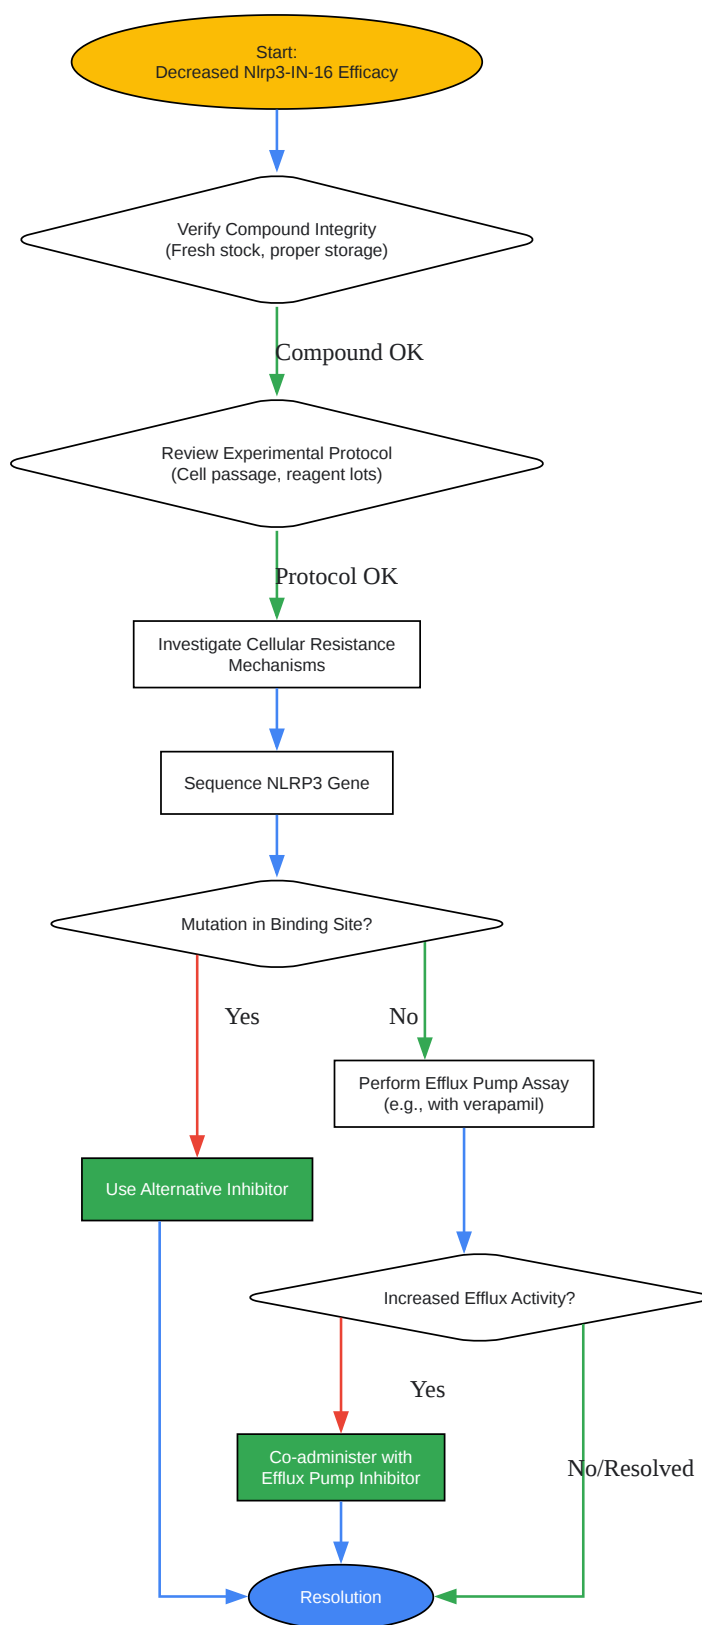 Start:
Decreased Nlrp3-IN-16 Efficacy
Verify Compound Integrity
(Fresh stock, proper storage)
Compound OK
Review Experimental Protocol
(Cell passage, reagent lots)
Protocol OK
Investigate Cellular Resistance
Mechanisms
Sequence NLRP3 Gene
Mutation in Binding Site?
Yes
No
Perform Efflux Pump Assay
(e.g., with verapamil)
Use Alternative Inhibitor
Increased Efflux Activity?
Yes
Co-administer with
Efflux Pump Inhibitor
No/Resolved
Resolution